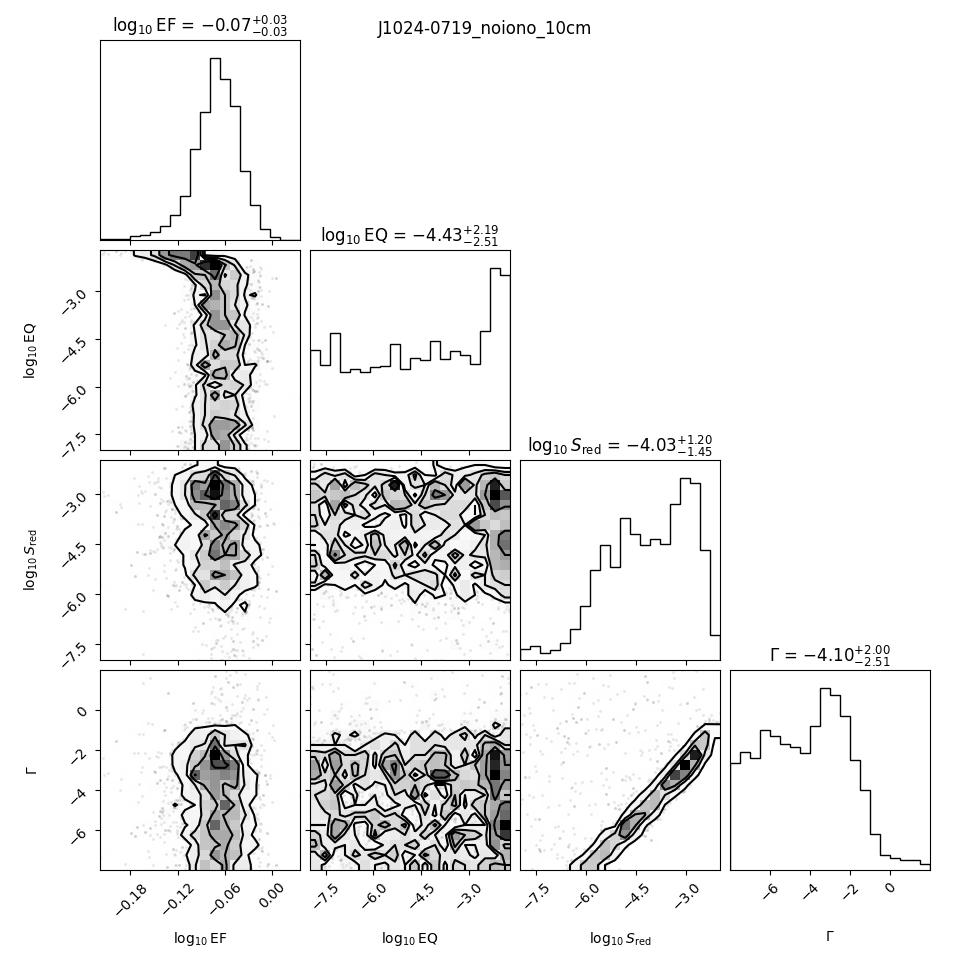 log₁₀ EF = −0.07 +0.03 −0.03
J1024-0719_noiono_10cm
log₁₀ EQ = −4.43 +2.19 −2.51
log₁₀ EQ
−3.0
−4.5
−6.0
−7.5
log₁₀ S_red = −4.03 +1.20 −1.45
log₁₀ S_red
−3.0
−4.5
−6.0
−7.5
Γ = −4.10 +2.00 −2.51
Γ
0
−2
−4
−6
−0.18 −0.12 −0.06 0.00 −7.5 −6.0 −4.5 −3.0 −7.5 −6.0 −4.5 −3.0 −6 −4 −2 0
log₁₀ EF log₁₀ EQ log₁₀ S_red Γ